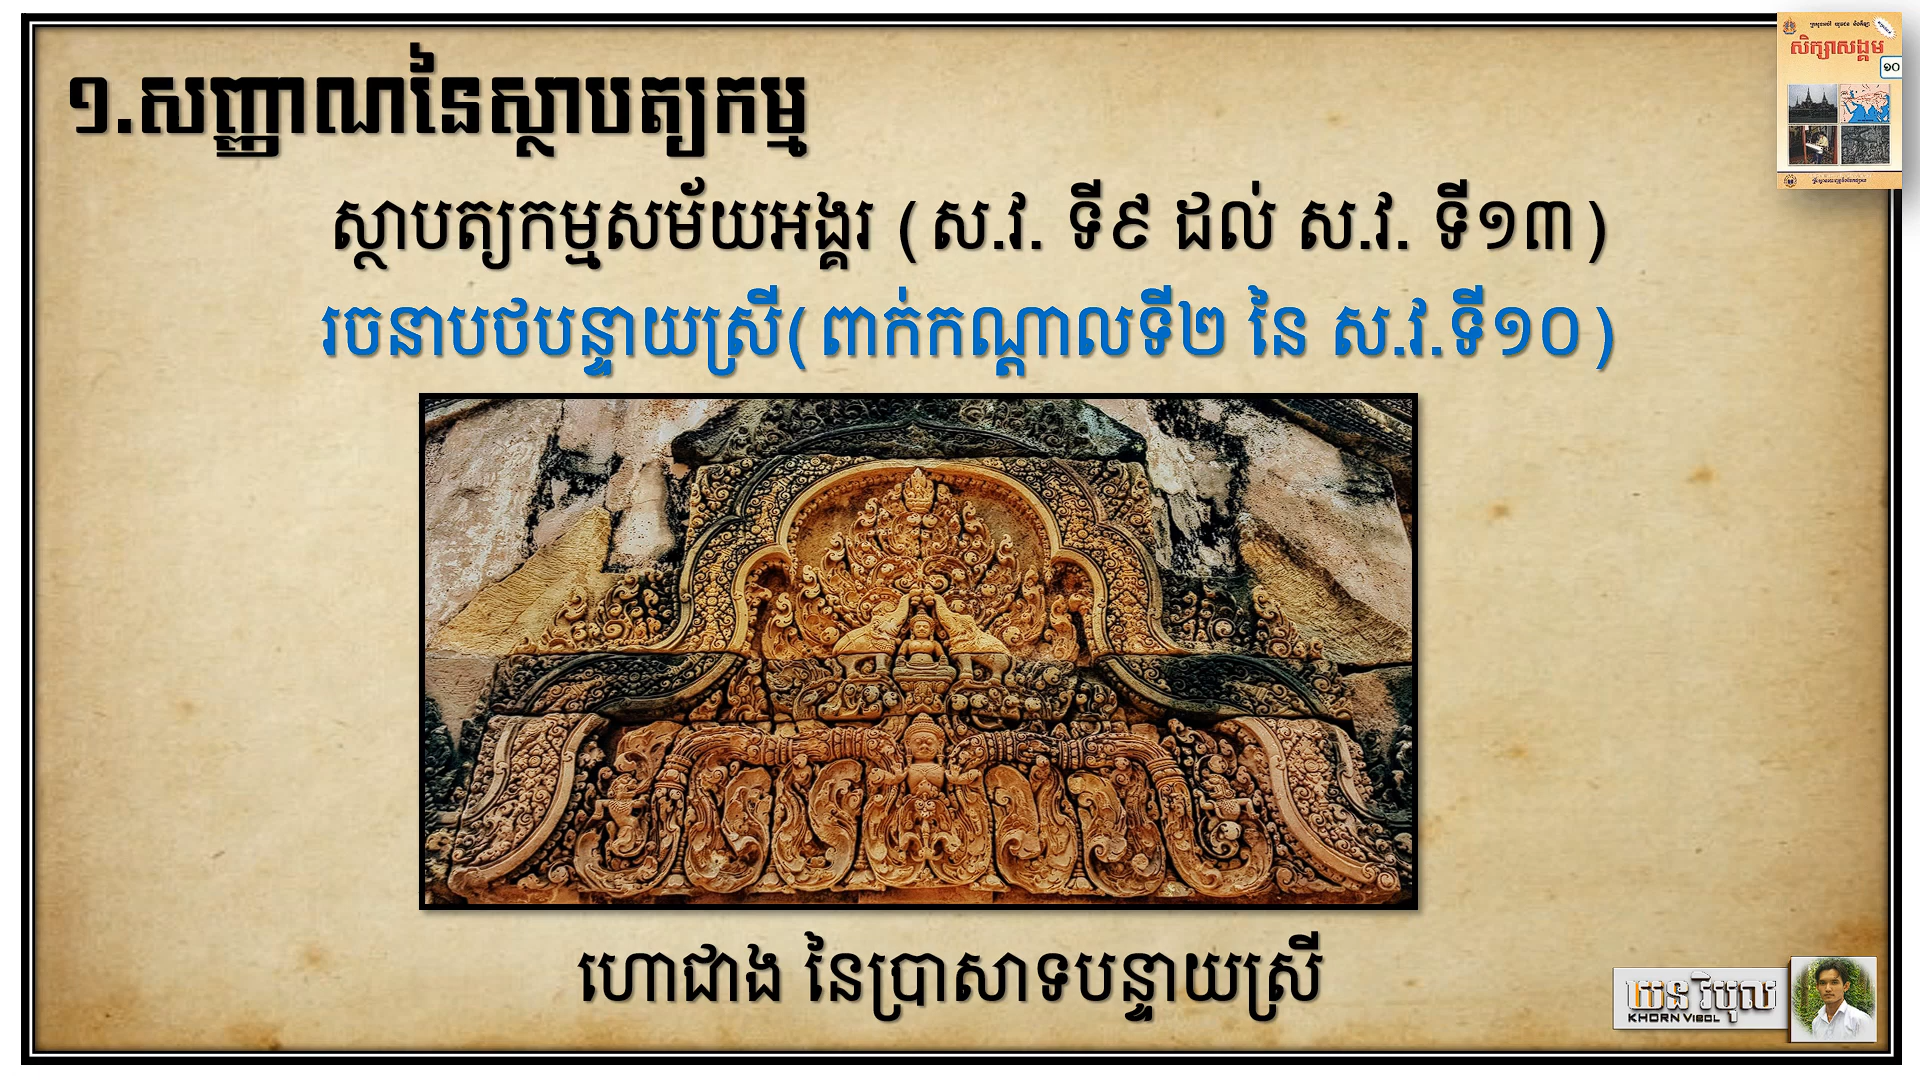 ១.សញ្ញាណនៃស្ថាបត្យកម្ម
ស្ថាបត្យកម្មសម័យអង្គរ (ស.វ. ទី៩ ដល់ ស.វ. ទី១៣)
រចនាបថបន្ទាយស្រី(ពាក់កណ្ដាលទី២ នៃ ស.វ.ទី១០)
ហោជាង នៃប្រាសាទបន្ទាយស្រី
សិក្សាសង្គម
១០
ឃន វិបុល
KHORN VIBOL